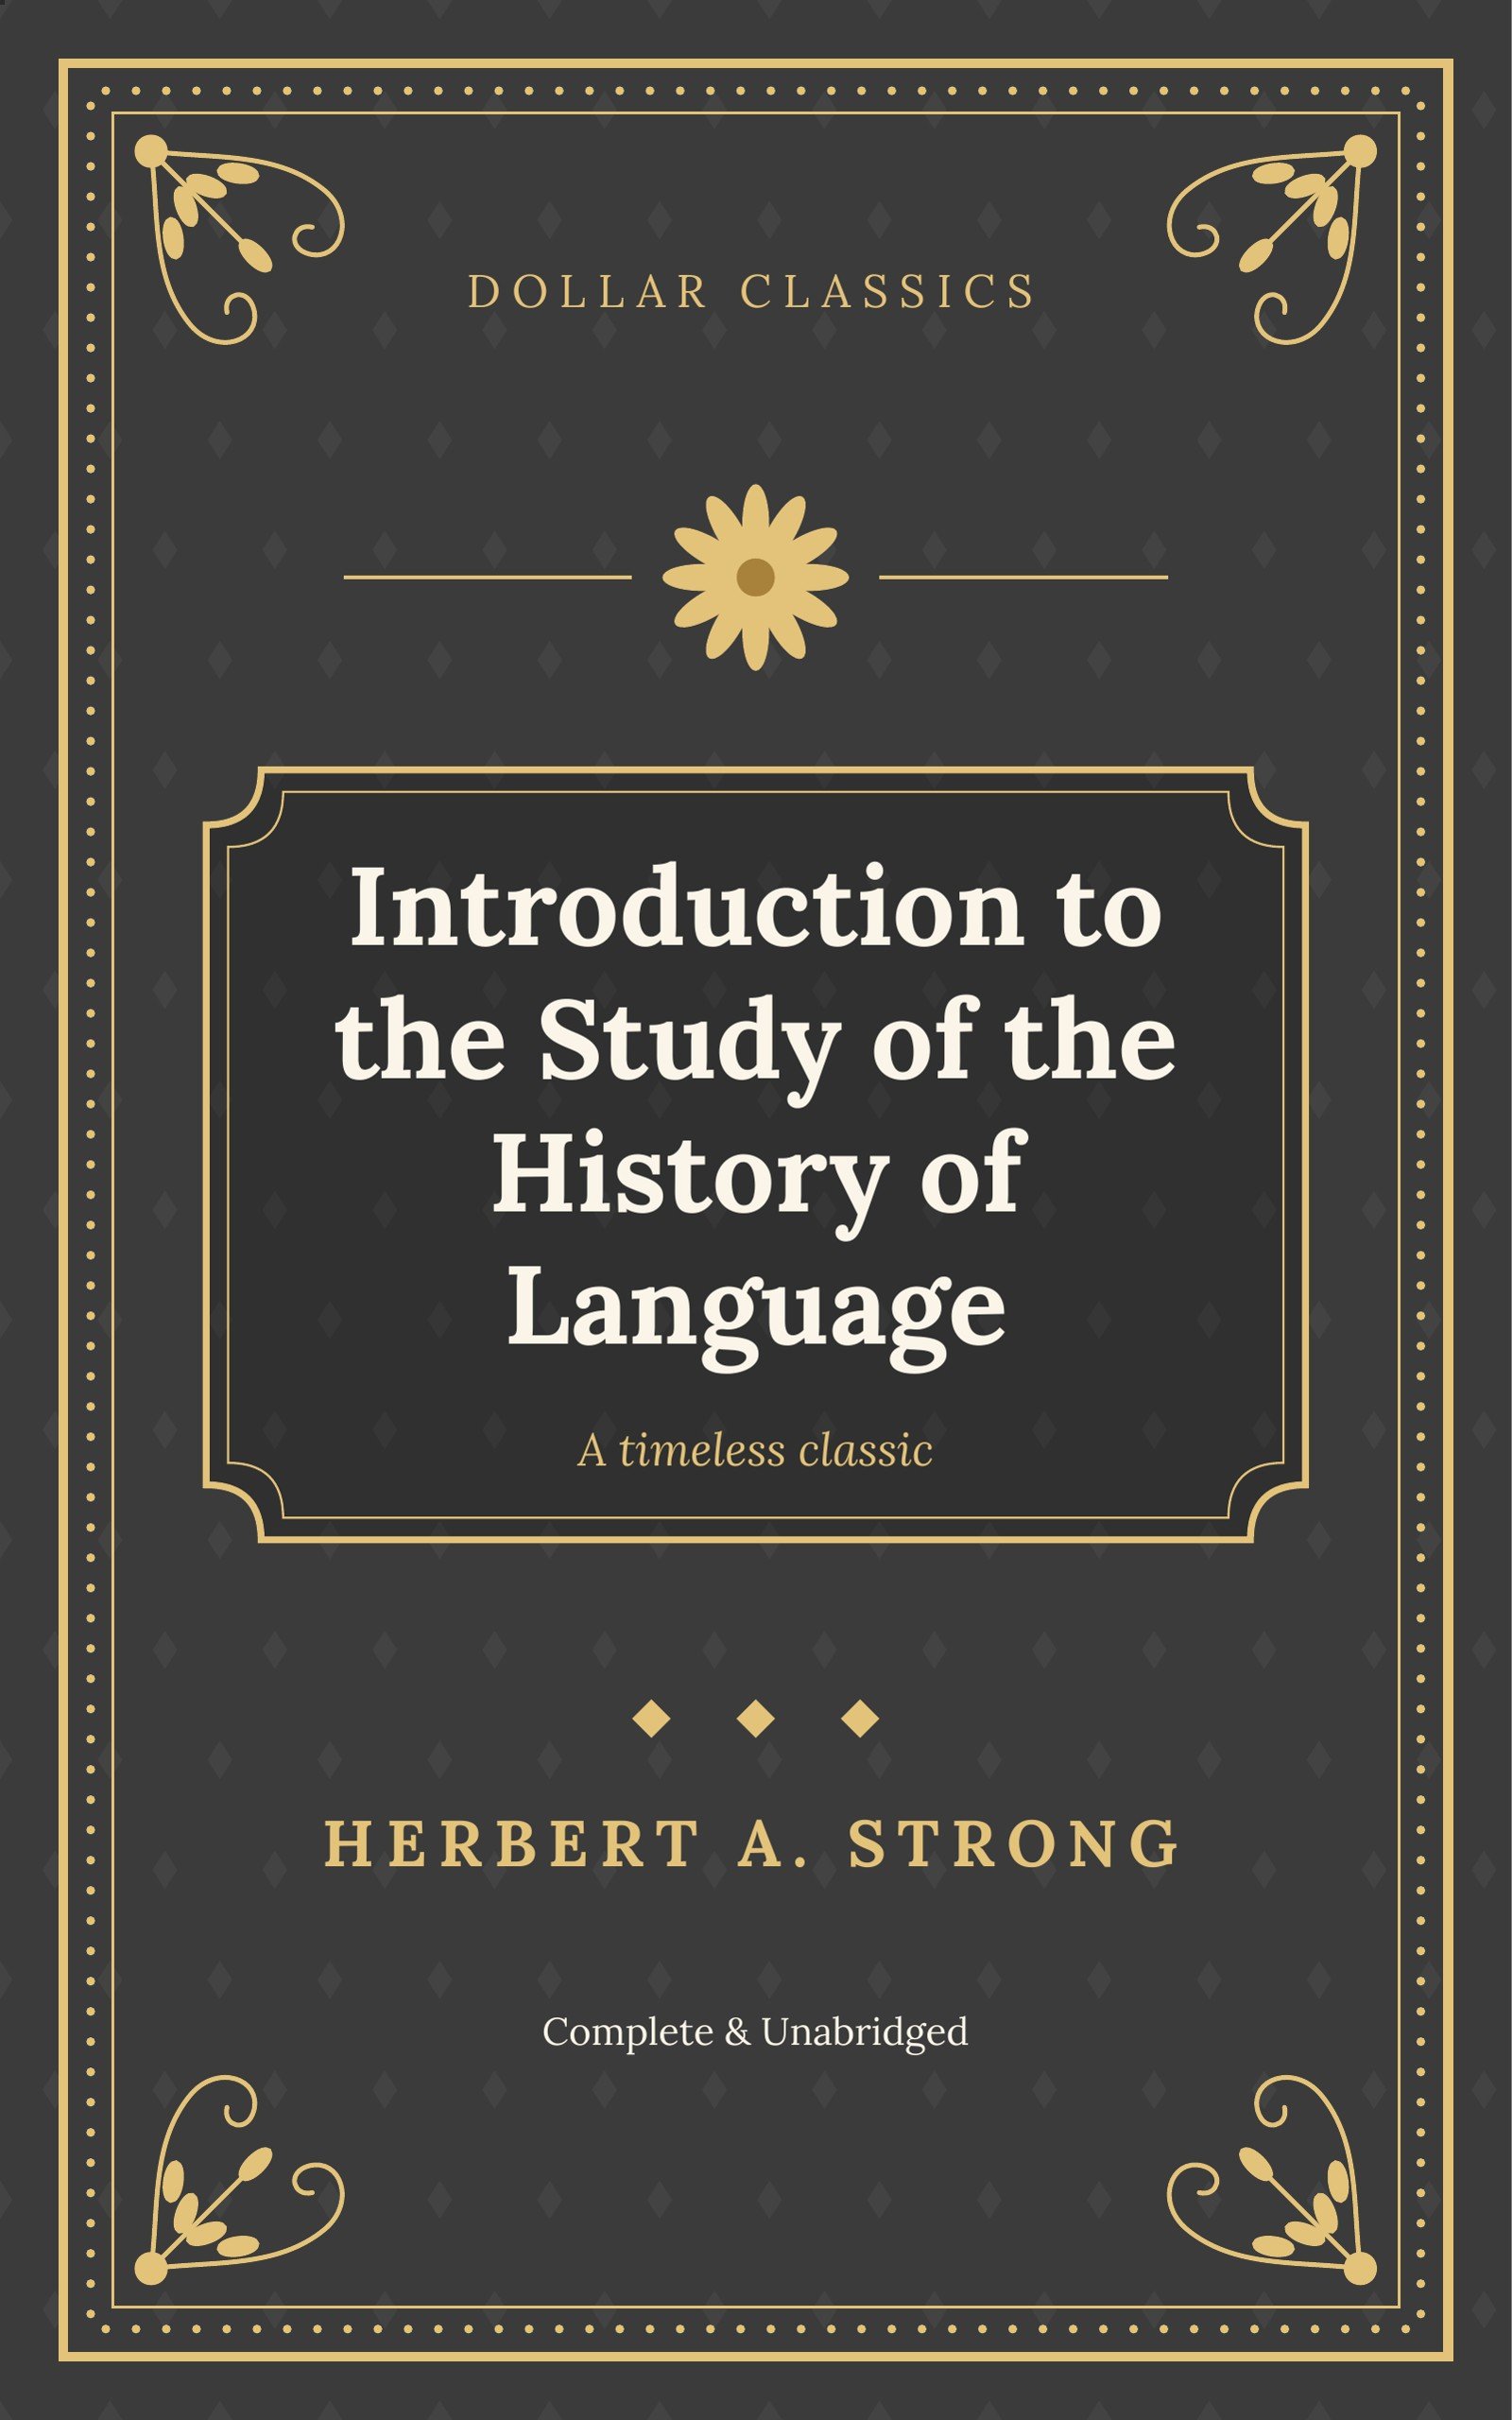 DOLLAR CLASSICS
Introduction to
the Study of the
History of
Language
A timeless classic
HERBERT A. STRONG
Complete & Unabridged